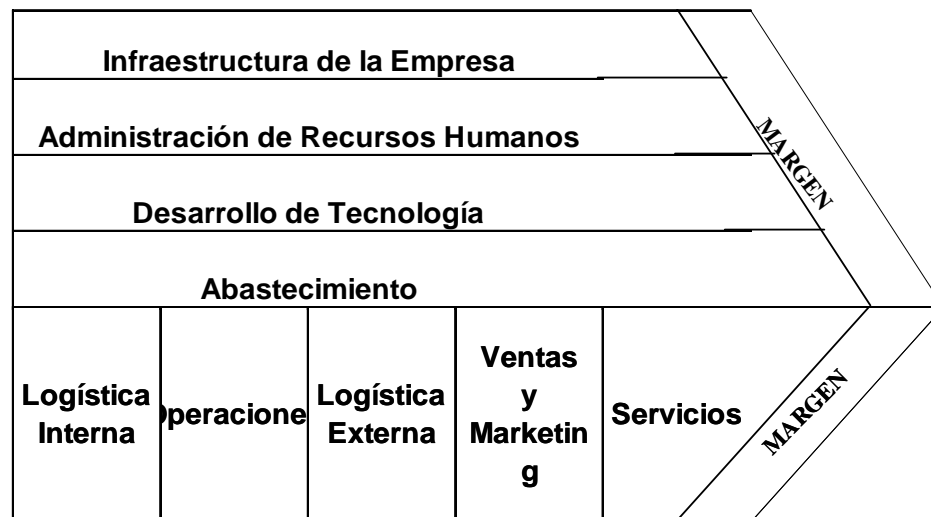 Infraestructura de la Empresa
Administración de Recursos Humanos
Desarrollo de Tecnología
Abastecimiento
MARGEN
Logística
Interna
Operacione
Logística
Externa
Ventas
y
Marketin
g
Servicios
MARGEN